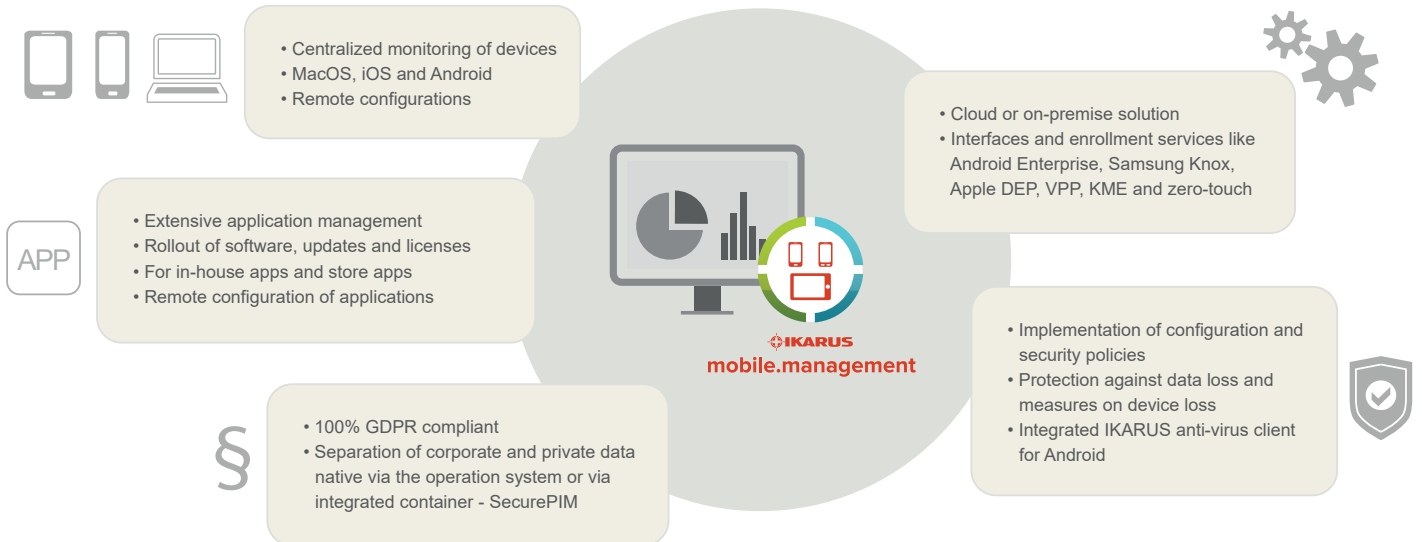 • Centralized monitoring of devices
• MacOS, iOS and Android
• Remote configurations
• Cloud or on-premise solution
• Interfaces and enrollment services like
Android Enterprise, Samsung Knox,
Apple DEP, VPP, KME and zero-touch
APP
• Extensive application management
• Rollout of software, updates and licenses
• For in-house apps and store apps
• Remote configuration of applications
IKARUS
mobile.management
• Implementation of configuration and
security policies
• Protection against data loss and
measures on device loss
• Integrated IKARUS anti-virus client
for Android
§
• 100% GDPR compliant
• Separation of corporate and private data
native via the operation system or via
integrated container - SecurePIM